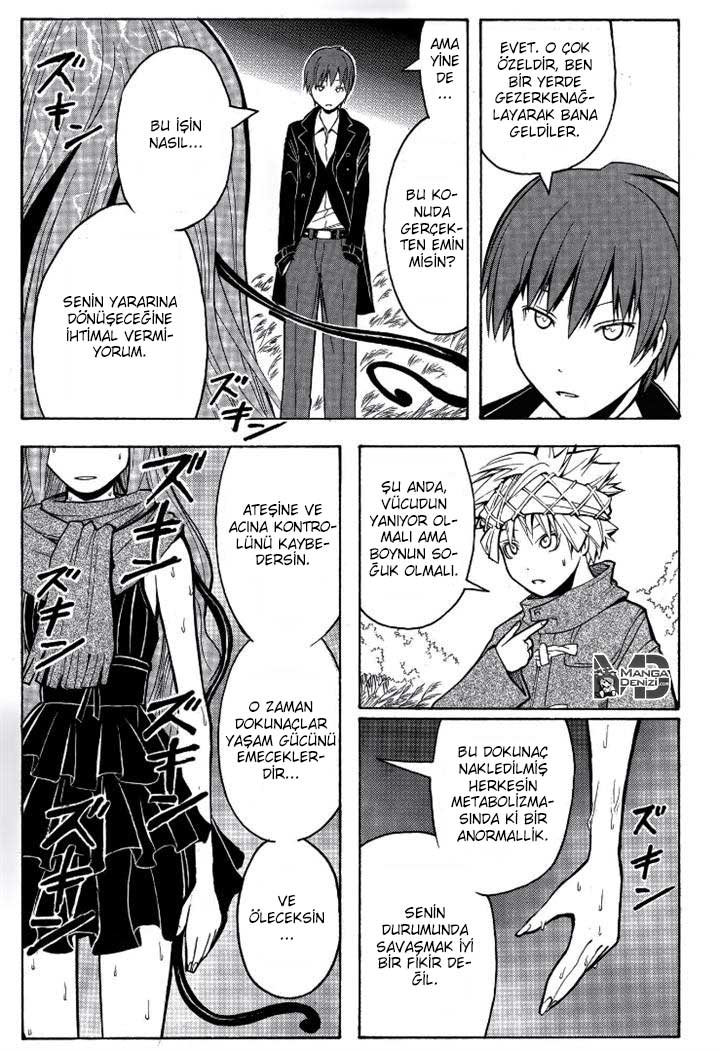 EVET. O ÇOK
ÖZELDİR, BEN
BİR YERDE
GEZERKENAĞ-
LAYARAK BANA
GELDİLER.
AMA
YİNE
DE
...
BU KO-
NUDA
GERÇEK-
TEN EMİN
MİSİN?
BU İŞİN
NASIL...
SENİN YARARINA
DÖNÜŞECEĞİNE
İHTİMAL VERMİ-
YORUM.
ズキン
ズキン
ŞU ANDA,
VÜCUDUN
YANIYOR OL-
MALI AMA
BOYNUN SO-
ĞUK OLMALI.
MANGA
DENİZİ
BU DOKUNAÇ
NAKLEDİLMİŞ
HERKESİN
METABOLİZMA-
SINDA Kİ BİR
ANORMALLİK.
SENİN
DURUMUNDA
SAVAŞMAK İYİ
BİR FİKİR DE-
ĞİL.
ズキン
ATEŞİNE VE
ACINA KONTRO-
LÜNÜ KAYBE-
DERSİN.
O ZAMAN
DOKUNAÇLAR
YAŞAM GÜCÜNÜ
EMECEKLER-
DİR...
VE
ÖLECEKSİN
...
ズキン
ズキン
ズキン
ズキン